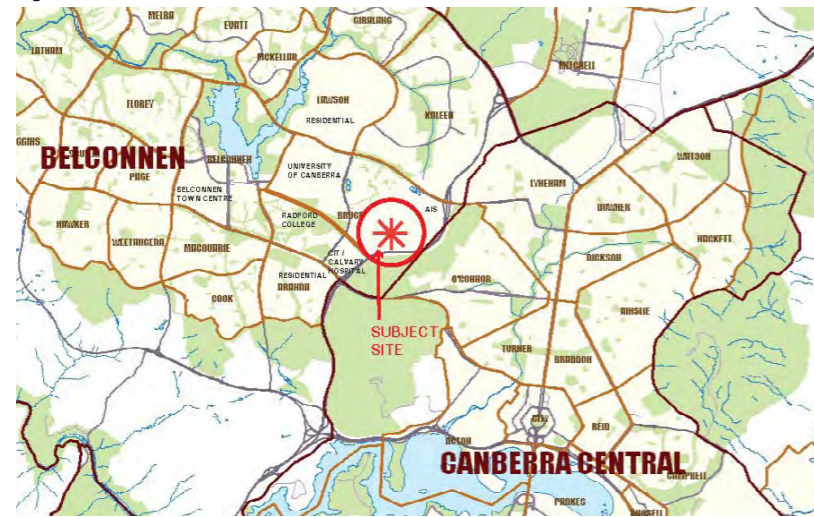 MELBA
EVATT
GIRALANG
LATHAM
MCKELLAR
MITCHELL
FLOREY
LAWSON
RESIDENTIAL
KALEEN
BELCONNEN
PAGE
BELCONNEN
UNIVERSITY
OF CANBERRA
WATSON
LYNEHAM
BELCONNEN
TOWN CENTRE
DOWNER
HAWKER
WEETANGERA
MACQUARIE
RADFORD
COLLEGE
BRUCE
AIS
HACKETT
DICKSON
CIT /
CALVARY
HOSPITAL
RESIDENTIAL
ARANDA
O'CONNOR
COOK
AINSLIE
SUBJECT
SITE
TURNER
BRADDON
CITY
REID
ACTON
CANBERRA CENTRAL
CAMPBELL
PARKES
RUSSELL